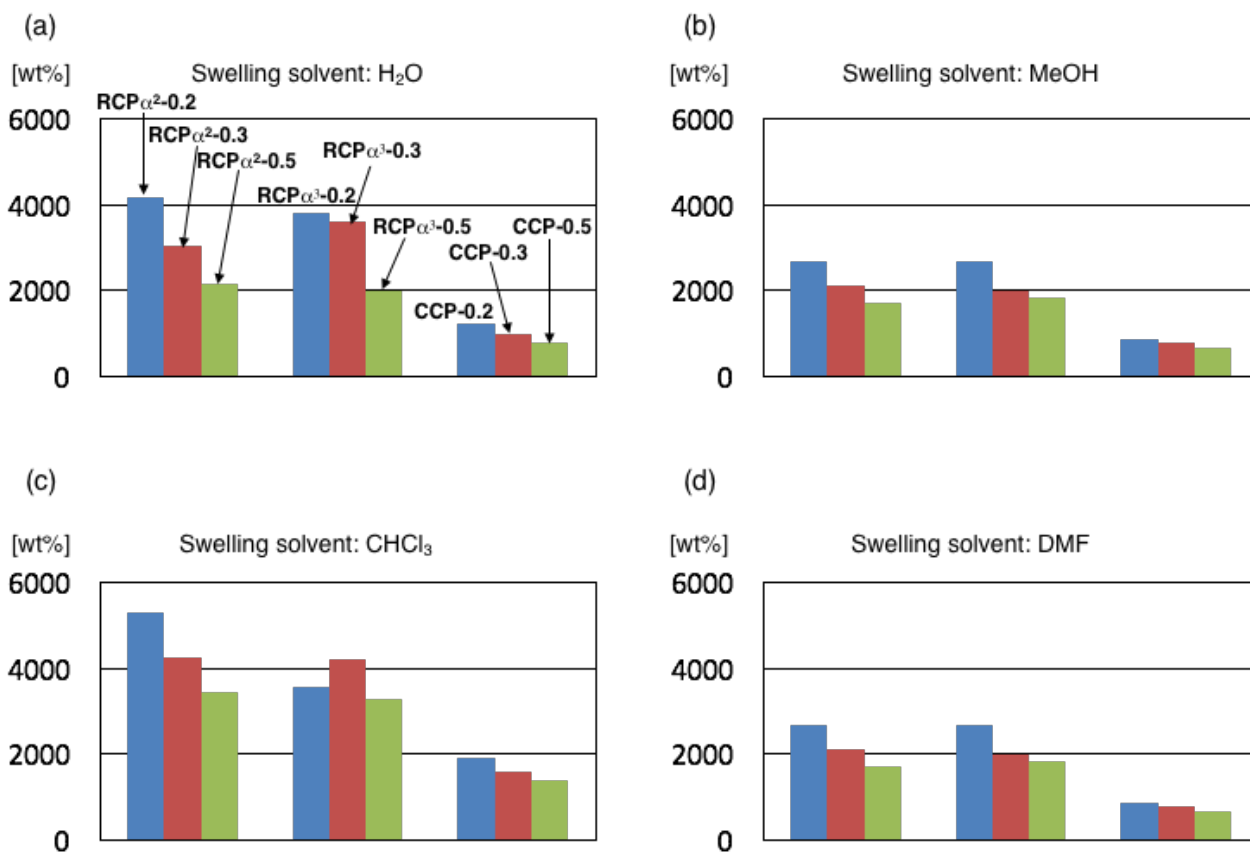 (a)
[wt%]
Swelling solvent: H₂O
RCPα²-0.2
RCPα²-0.3
RCPα²-0.5
RCPα³-0.3
RCPα³-0.2
RCPα³-0.5
CCP-0.5
CCP-0.3
CCP-0.2
6000
4000
2000
0
(b)
[wt%]
Swelling solvent: MeOH
6000
4000
2000
0
(c)
[wt%]
Swelling solvent: CHCl₃
6000
4000
2000
0
(d)
[wt%]
Swelling solvent: DMF
6000
4000
2000
0